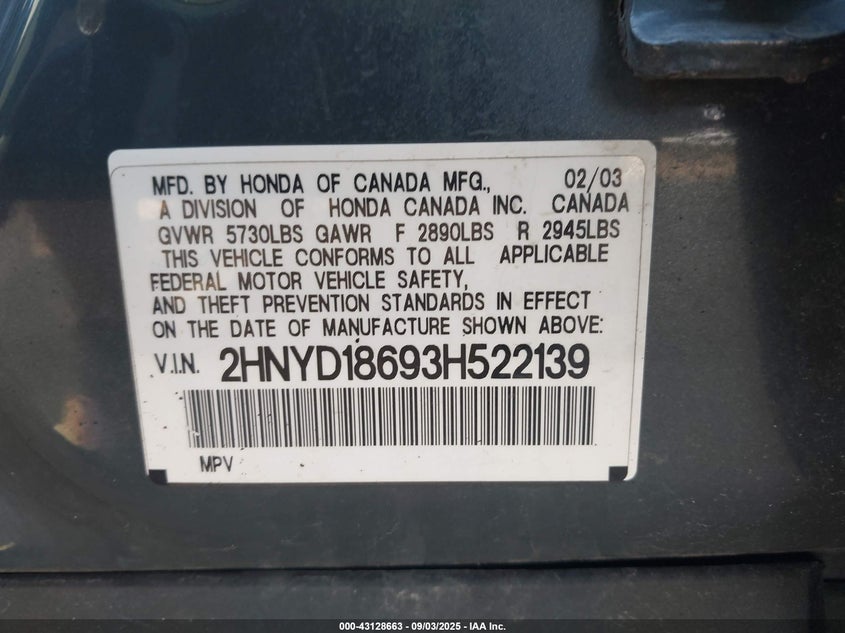 MFD. BY HONDA OF CANADA MFG., 02/03
A DIVISION OF HONDA CANADA INC. CANADA
GVWR 5730LBS GAWR F 2890LBS R 2945LBS
THIS VEHICLE CONFORMS TO ALL APPLICABLE
FEDERAL MOTOR VEHICLE SAFETY,
AND THEFT PREVENTION STANDARDS IN EFFECT
ON THE DATE OF MANUFACTURE SHOWN ABOVE:
V.I.N. 2HNYD18693H522139
MPV
000-43128663 - 09/03/2025 - IAA Inc.